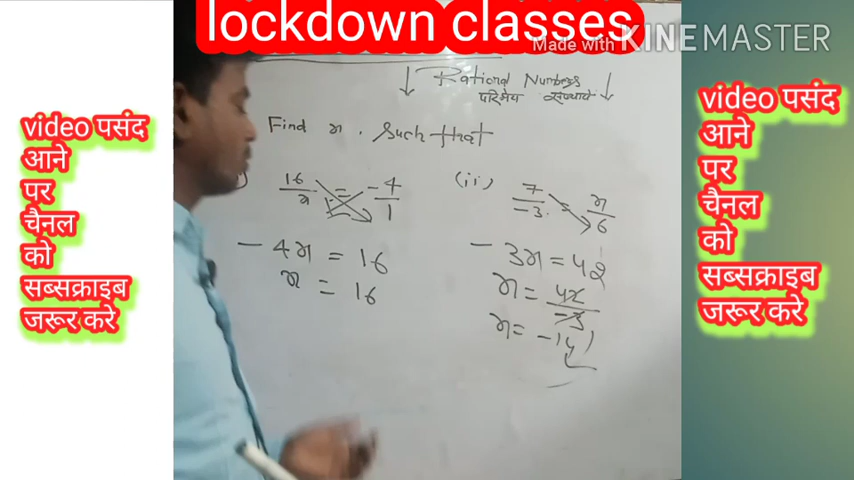 lockdown classes
Made with KINEMASTER
video पसंद
आने
पर
चैनल
को
सब्सक्राइब
जरूर करे
Rational Numbers
परिमेय संख्याये
Find x. Such that
) 16/x = -4/1
-4x = 16
x = 16
(ii) 7/-3 = x/6
-3x = 42
x = 42/-3
x = -14
video पसंद
आने
पर
चैनल
को
सब्सक्राइब
जरूर करे